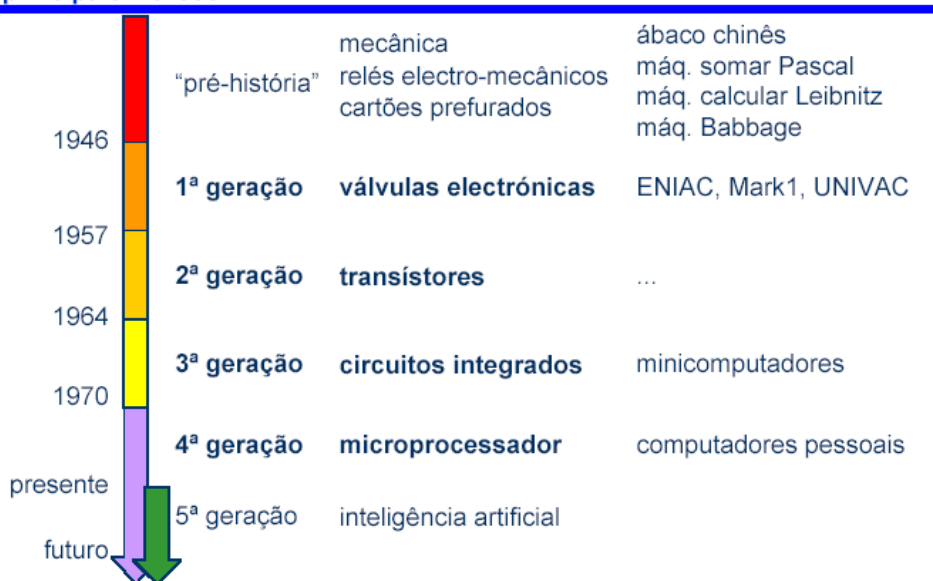 mecânica
relés electro-mecânicos
cartões prefurados
"pré-história"
ábaco chinês
máq. somar Pascal
máq. calcular Leibnitz
máq. Babbage
1946
1ª geração válvulas electrónicas ENIAC, Mark1, UNIVAC
1957
2ª geração transístores ...
1964
3ª geração circuitos integrados minicomputadores
1970
4ª geração microprocessador computadores pessoais
presente
5ª geração inteligência artificial
futuro